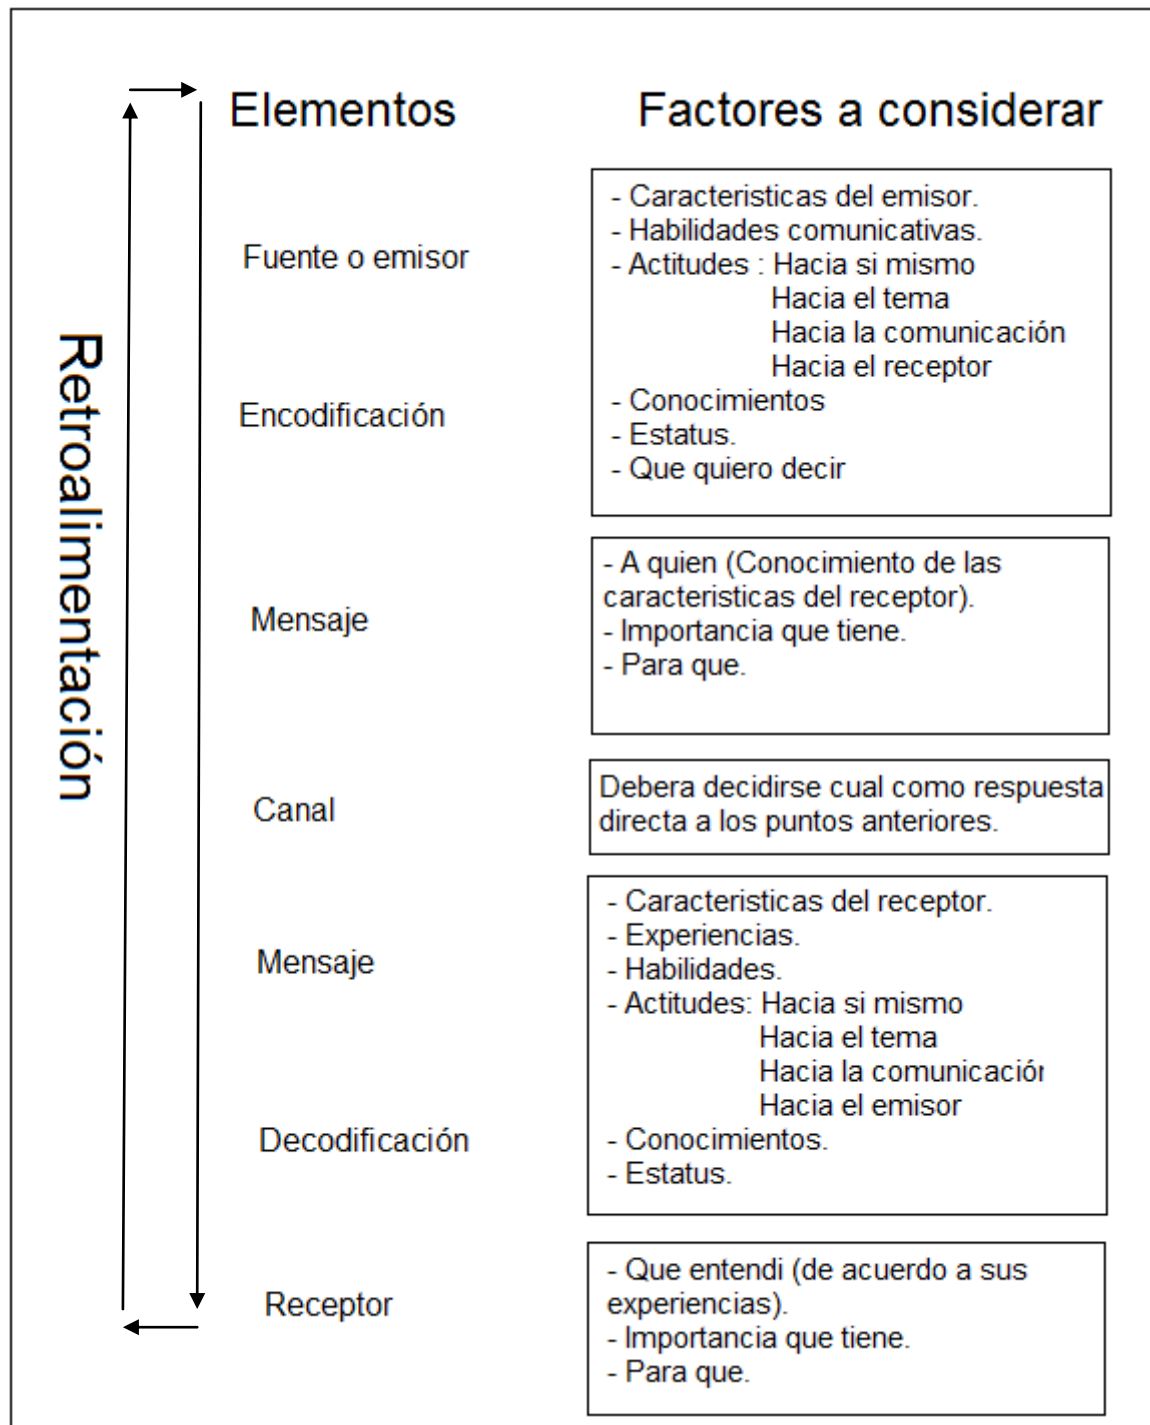 Retroalimentación
Elementos
Factores a considerar
Fuente o emisor
Encodificación
- Caracteristicas del emisor.
- Habilidades comunicativas.
- Actitudes : Hacia si mismo
Hacia el tema
Hacia la comunicación
Hacia el receptor
- Conocimientos
- Estatus.
- Que quiero decir
Mensaje
- A quien (Conocimiento de las
caracteristicas del receptor).
- Importancia que tiene.
- Para que.
Canal
Debera decidirse cual como respuesta
directa a los puntos anteriores.
Mensaje
Decodificación
- Caracteristicas del receptor.
- Experiencias.
- Habilidades.
- Actitudes: Hacia si mismo
Hacia el tema
Hacia la comunicación
Hacia el emisor
- Conocimientos.
- Estatus.
Receptor
- Que entendi (de acuerdo a sus
experiencias).
- Importancia que tiene.
- Para que.